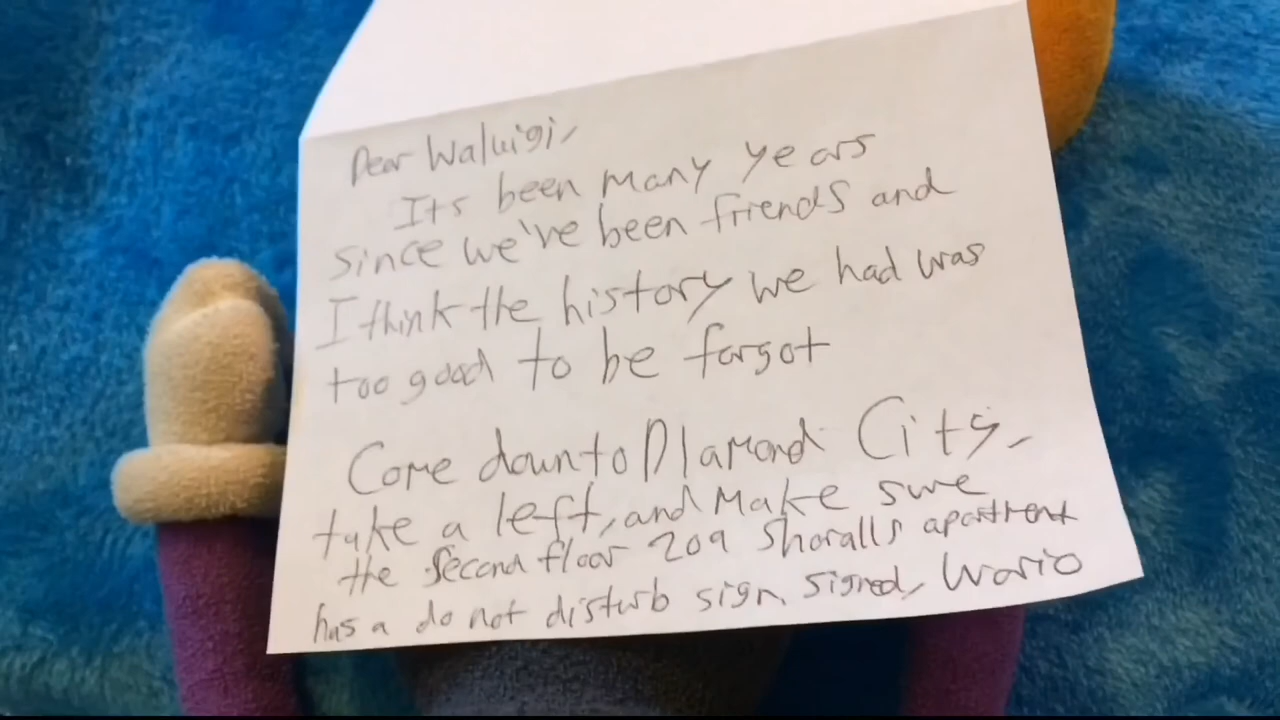 Dear Waluigi,
Its been many years
since we've been friends and
I think the history we had was
too good to be forgot
Come down to Diamond City,
take a left, and make sure
the second floor 209 Shoralls apartment
has a do not disturb sign. signed, Wario